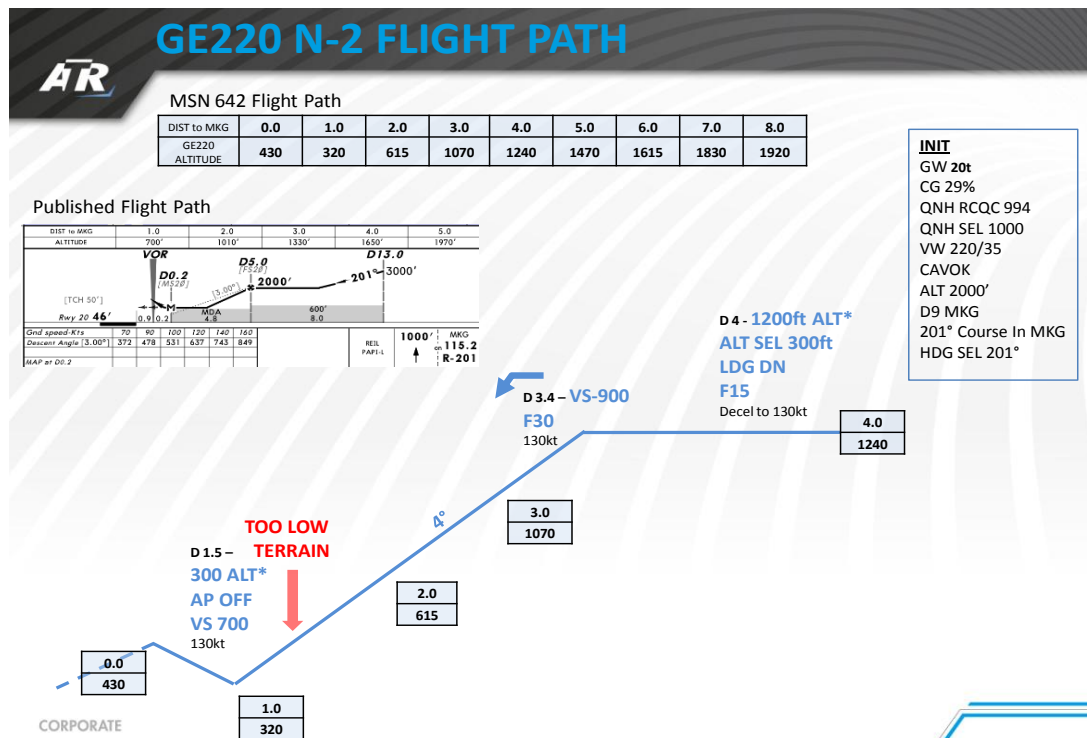 GE220 N-2 FLIGHT PATH
ATR
MSN 642 Flight Path
DIST to MKG 0.0 1.0 2.0 3.0 4.0 5.0 6.0 7.0 8.0
GE220 ALTITUDE 430 320 615 1070 1240 1470 1615 1830 1920
INIT
GW 20t
CG 29%
QNH RCQC 994
QNH SEL 1000
VW 220/35
CAVOK
ALT 2000’
D9 MKG
201° Course In MKG
HDG SEL 201°
Published Flight Path
DIST to MKG 1.0 2.0 3.0 4.0 5.0
ALTITUDE 700' 1010' 1330' 1650' 1970'
VOR
D0.2
[MS20]
D5.0
[FS20]
D13.0
[3.00°]
2000'
201°
3000'
[TCH 50']
M
Rwy 20 46'
0.9 0.2
MDA
4.8
600'
8.0
Gnd speed-Kts 70 90 100 120 140 160
Descent Angle [3.00°] 372 478 531 637 743 849
MAP at D0.2
REIL
PAPI-L
1000'
MKG
115.2
R-201
D 4 - 1200ft ALT*
ALT SEL 300ft
LDG DN
F15
Decel to 130kt
D 3.4 – VS-900
F30
130kt
4.0
1240
4°
3.0
1070
TOO LOW
TERRAIN
D 1.5 –
300 ALT*
AP OFF
VS 700
130kt
2.0
615
0.0
430
1.0
320
CORPORATE